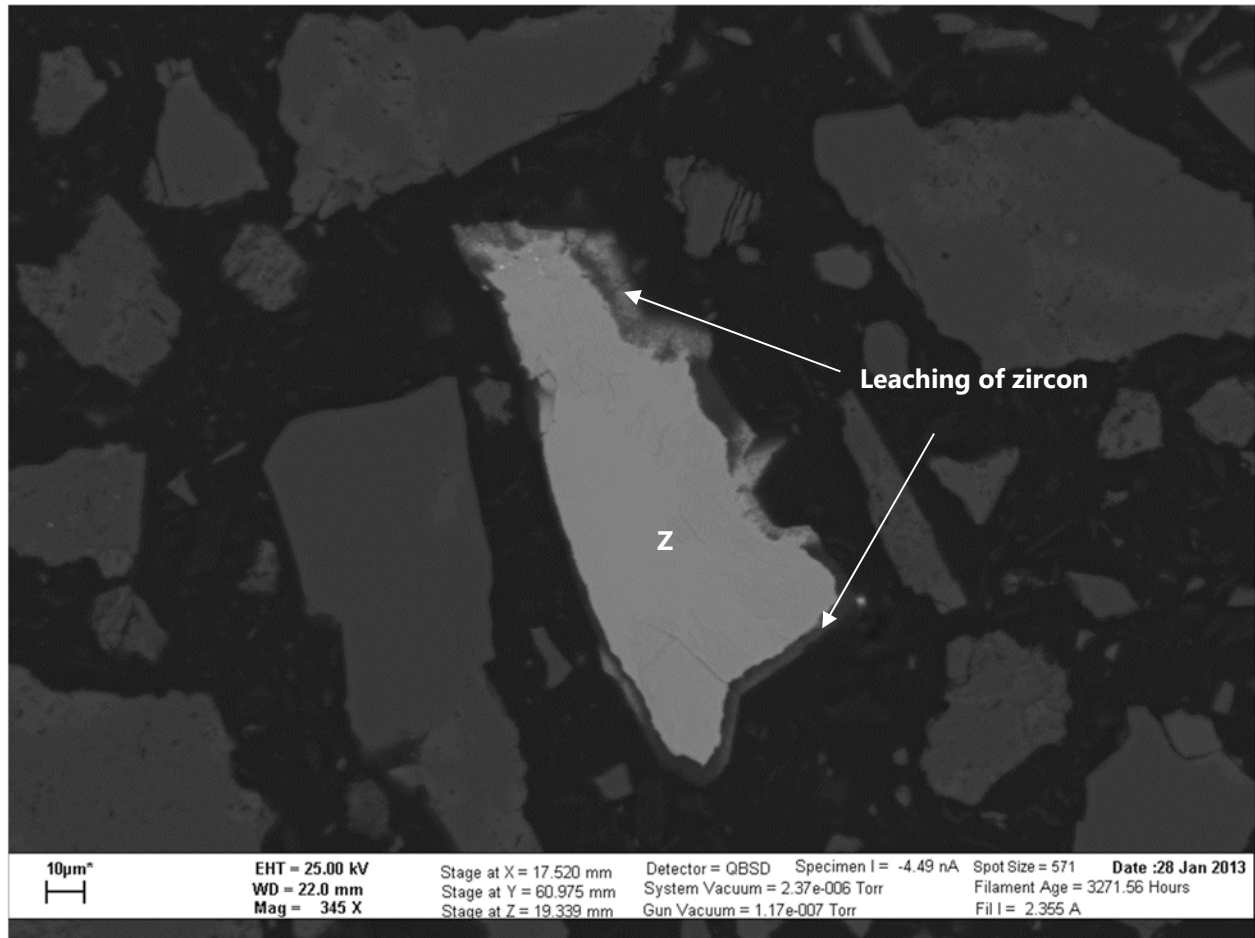 Leaching of zircon
Z
10µm*
EHT = 25.00 kV
WD = 22.0 mm
Mag = 345 X
Stage at X = 17.520 mm
Stage at Y = 60.975 mm
Stage at Z = 19.339 mm
Detector = QBSD
Specimen I = -4.49 nA
Spot Size = 571
Date :28 Jan 2013
System Vacuum = 2.37e-006 Torr
Filament Age = 3271.56 Hours
Gun Vacuum = 1.17e-007 Torr
Fil I = 2.355 A